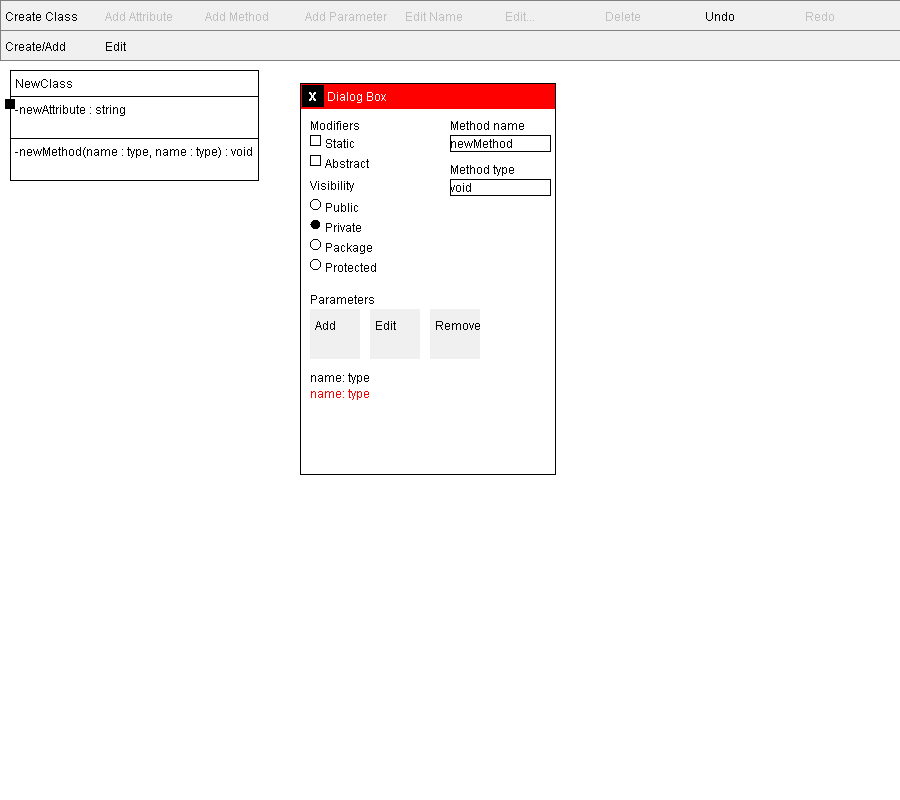 Create Class Add Attribute Add Method Add Parameter Edit Name Edit... Delete Undo Redo
Create/Add Edit
NewClass
-newAttribute : string
-newMethod(name : type, name : type) : void
X Dialog Box
Modifiers
Static
Abstract
Visibility
Public
Private
Package
Protected
Method name
newMethod
Method type
void
Parameters
Add Edit Remove
name: type
name: type